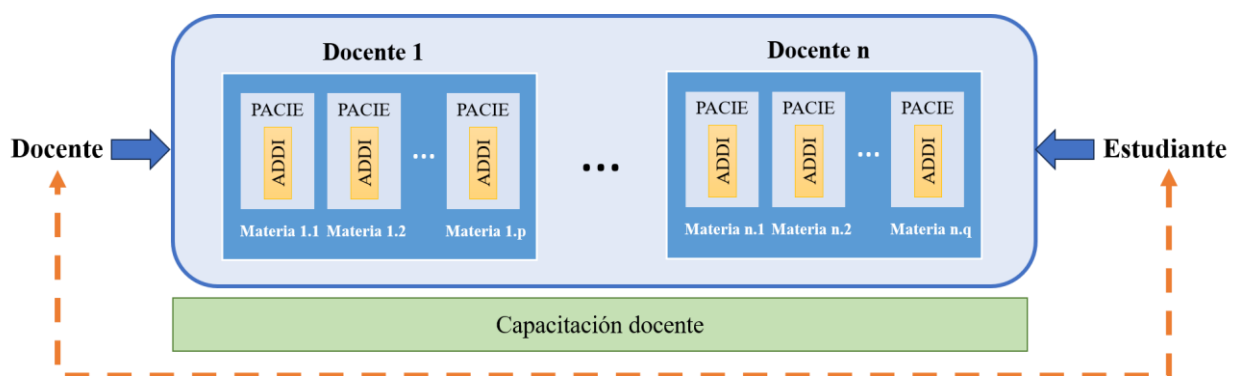 Docente 1
Docente n
PACIE PACIE PACIE
PACIE PACIE PACIE
ADDI ADDI ... ADDI
...
ADDI ADDI ... ADDI
Materia 1.1 Materia 1.2 Materia 1.p
Materia n.1 Materia n.2 Materia n.q
Docente
Estudiante
Capacitación docente